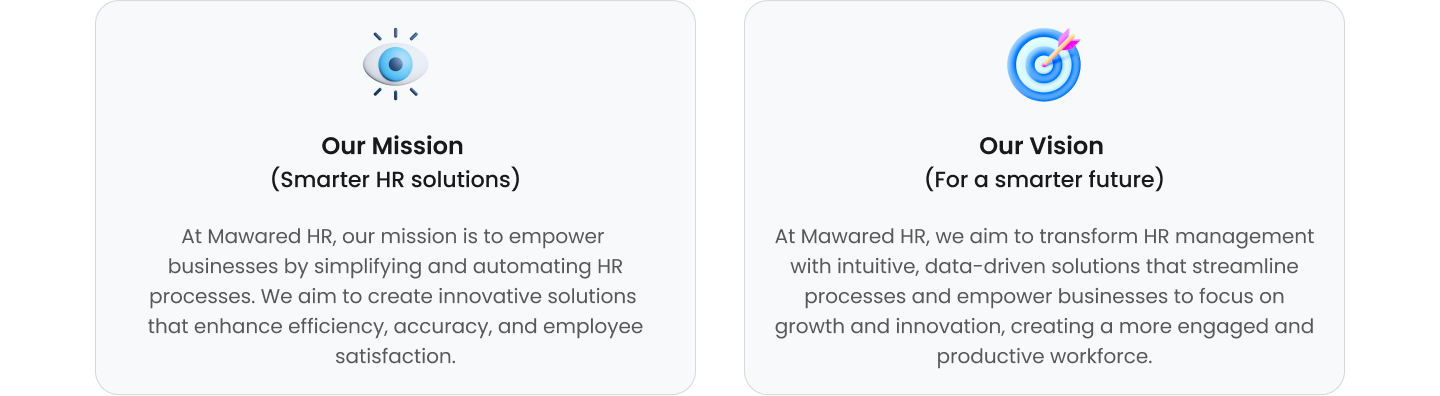 Our Mission
(Smarter HR solutions)
At Mawared HR, our mission is to empower
businesses by simplifying and automating HR
processes. We aim to create innovative solutions
that enhance efficiency, accuracy, and employee
satisfaction.
Our Vision
(For a smarter future)
At Mawared HR, we aim to transform HR management
with intuitive, data-driven solutions that streamline
processes and empower businesses to focus on
growth and innovation, creating a more engaged and
productive workforce.